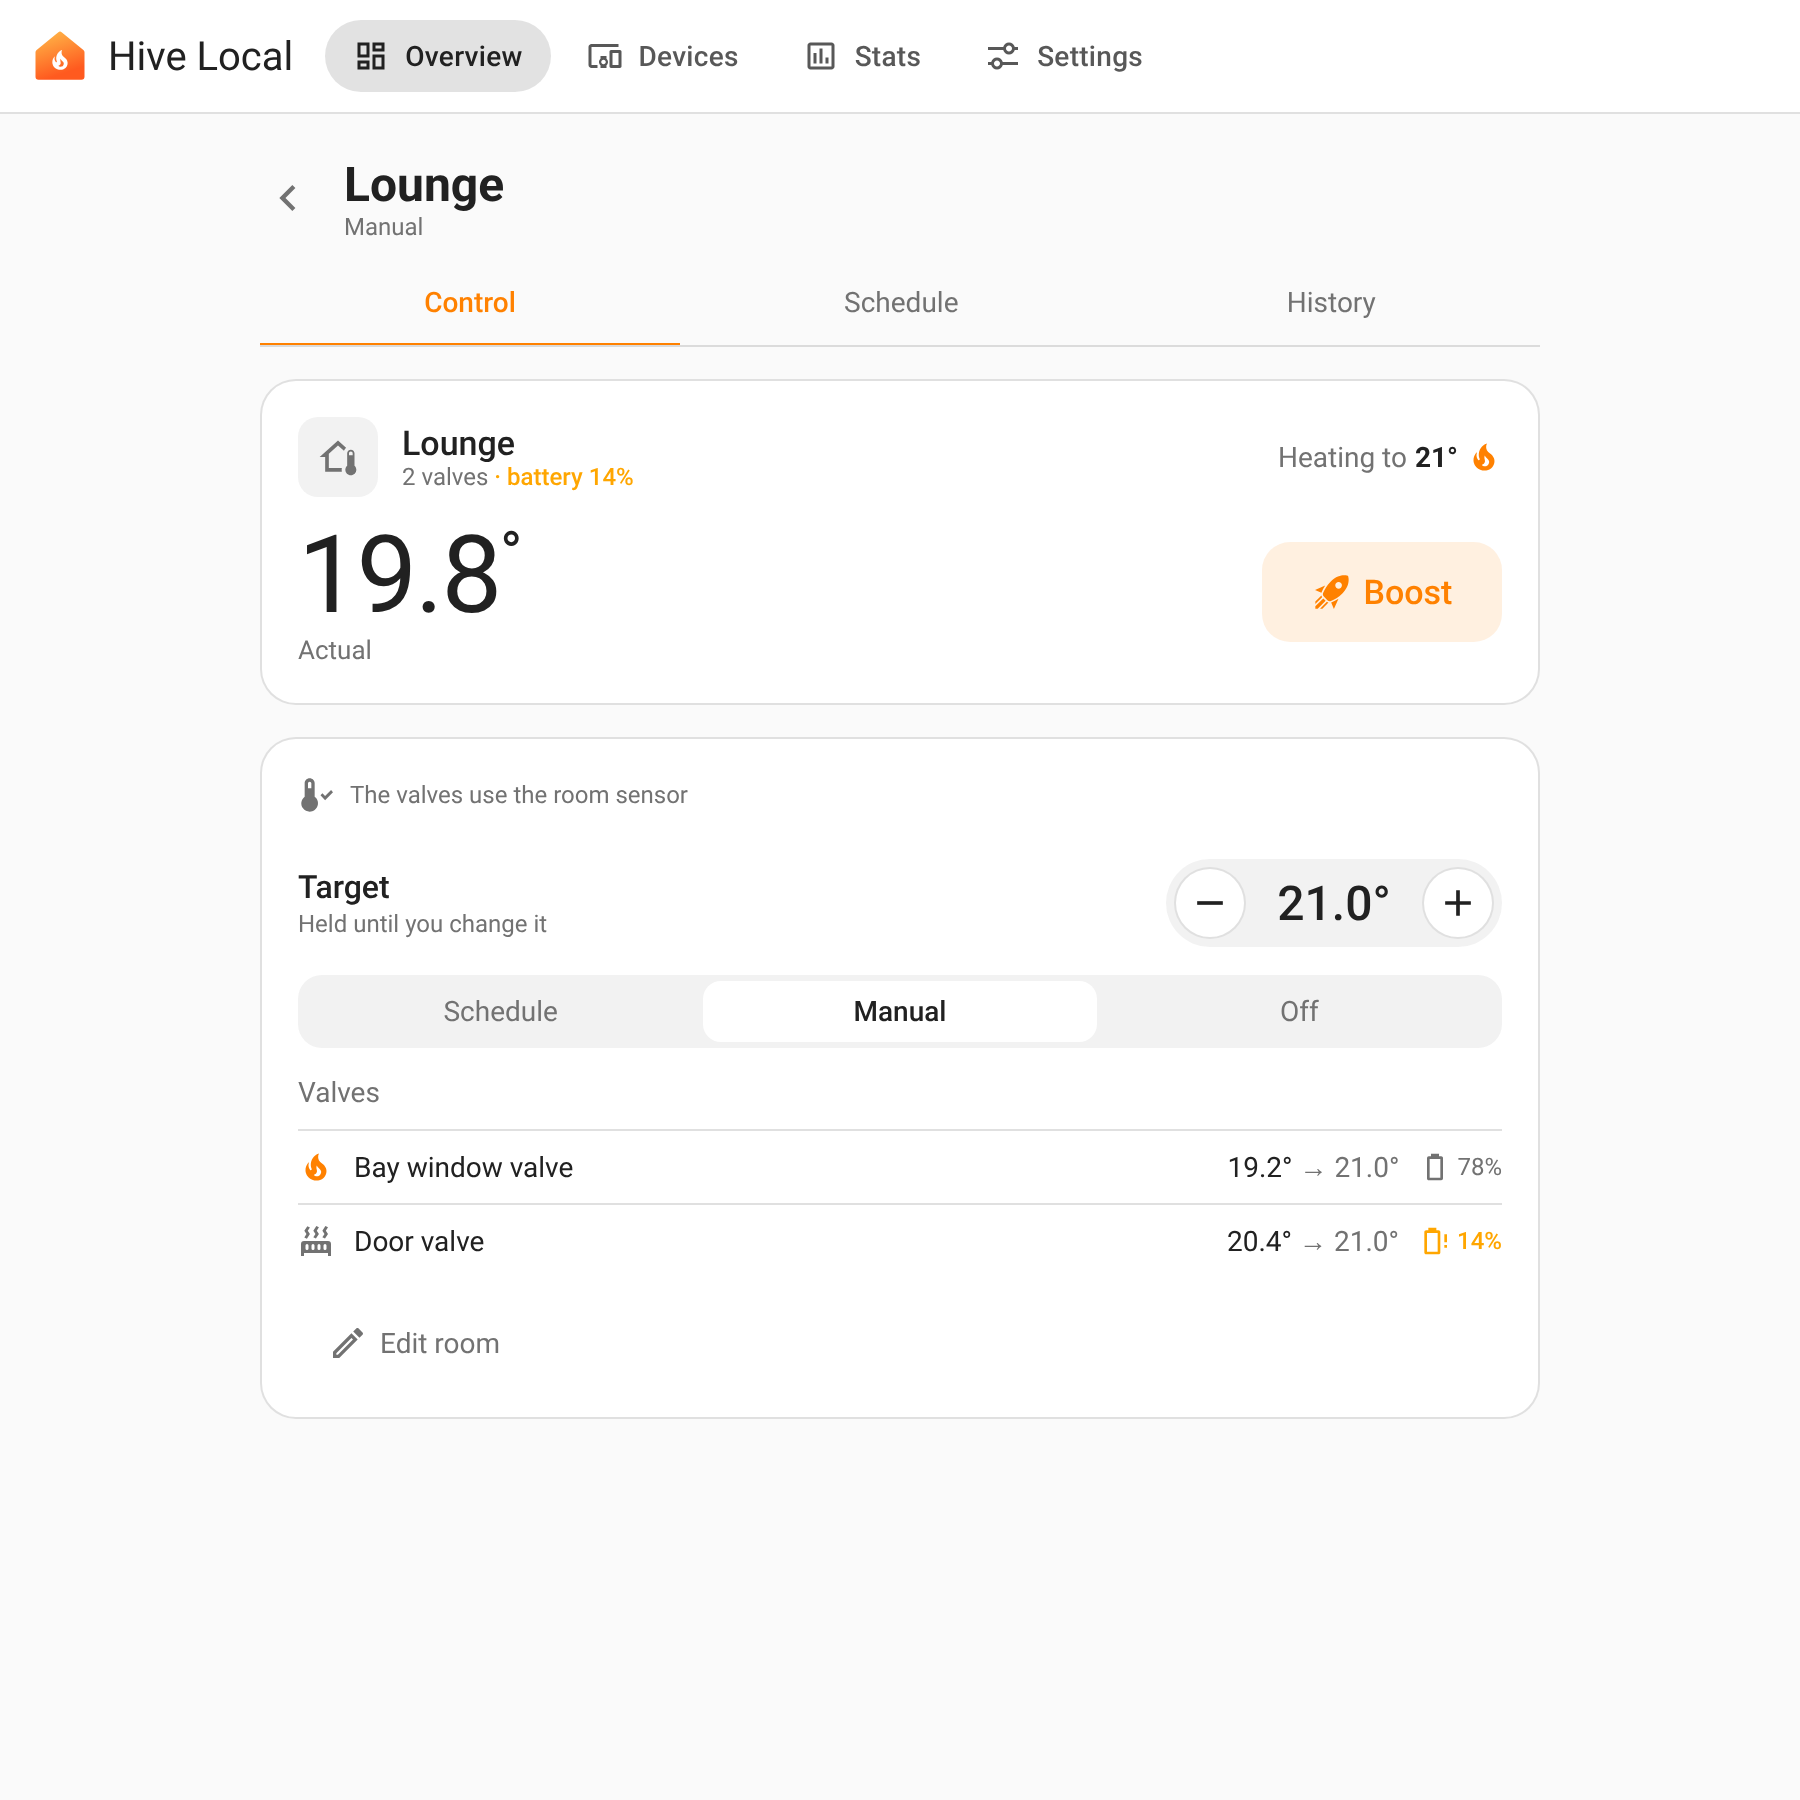 Hive Local
Overview
Devices
Stats
Settings
Lounge
Manual
Control
Schedule
History
Lounge
2 valves · battery 14%
Heating to 21°
19.8°
Actual
Boost
The valves use the room sensor
Target
Held until you change it
21.0°
Schedule
Manual
Off
Valves
Bay window valve
19.2° → 21.0°
78%
Door valve
20.4° → 21.0°
14%
Edit room